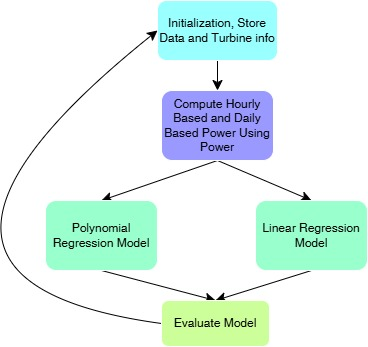 Initialization, Store
Data and Turbine info
Compute Hourly
Based and Daily
Based Power Using
Power
Polynomial
Regression Model
Linear Regression
Model
Evaluate Model